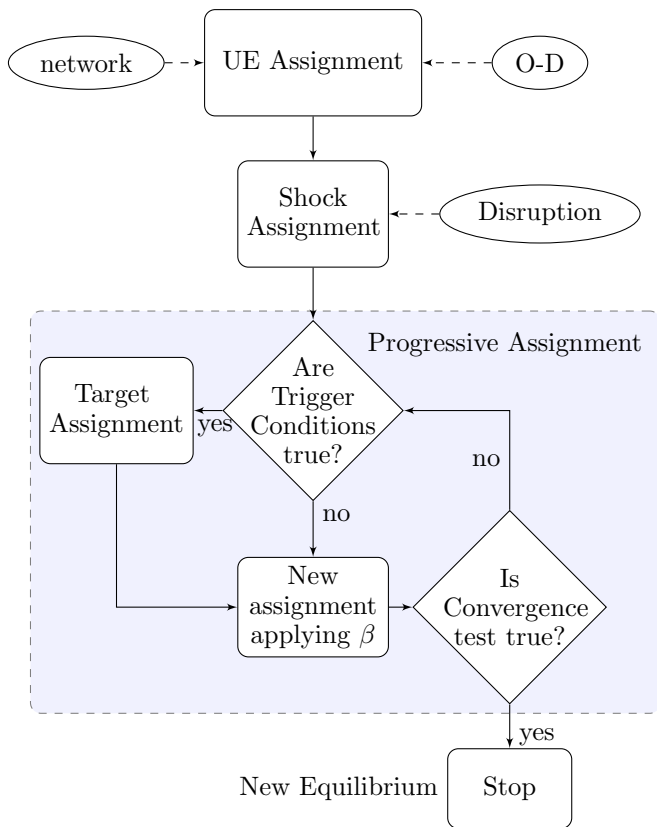 network
UE Assignment
O-D
Shock
Assignment
Disruption
Progressive Assignment
Are
Trigger
Conditions
true?
Target
Assignment
yes
no
no
New
assignment
applying β
Is
Convergence
test true?
yes
New Equilibrium
Stop